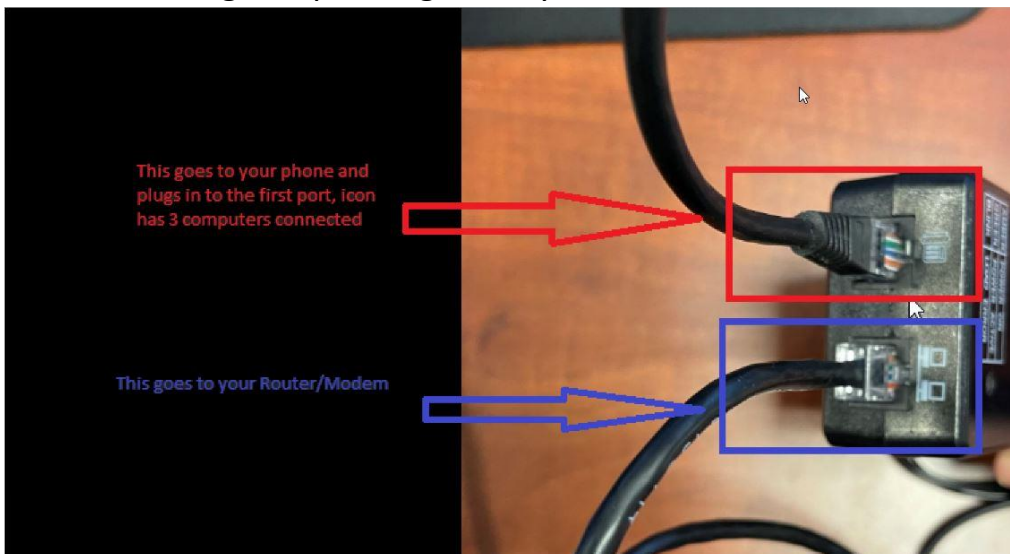 This goes to your phone and
plugs in to the first port, icon
has 3 computers connected
This goes to your Router/Modem